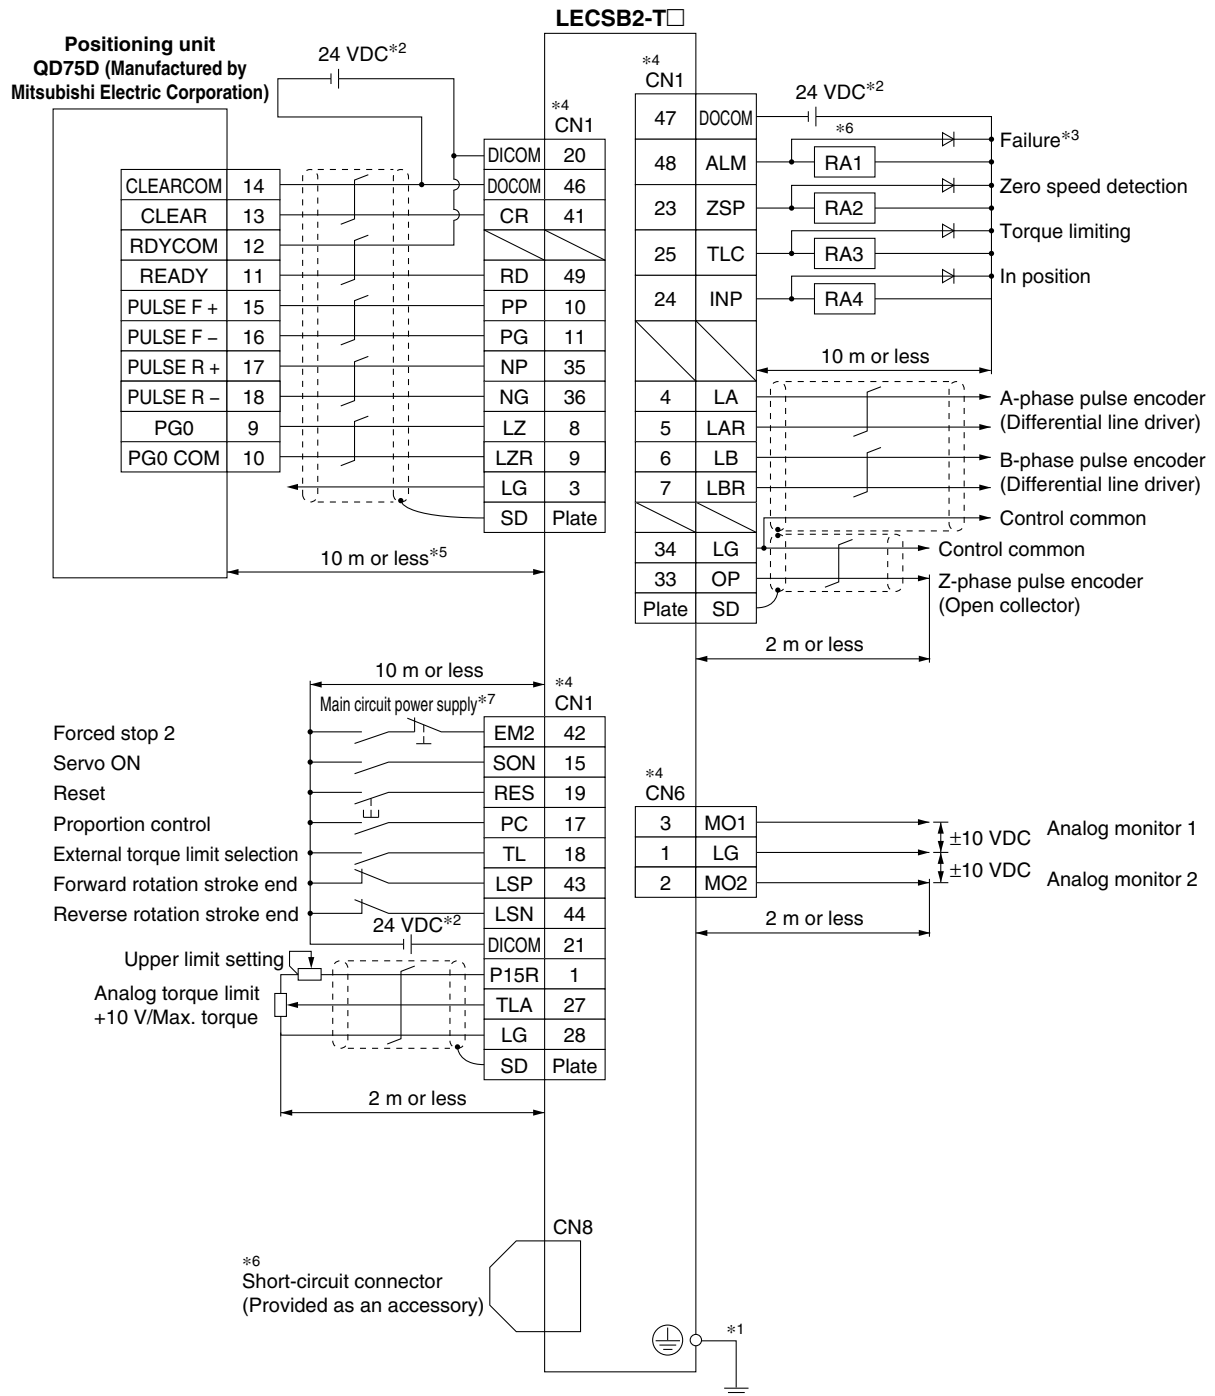 LECSB2-T□
Positioning unit
QD75D (Manufactured by
Mitsubishi Electric Corporation)
24 VDC*2
*4
CN1
DICOM 20
CLEARCOM 14 DOCOM 46
CLEAR 13 CR 41
RDYCOM 12
READY 11 RD 49
PULSE F + 15 PP 10
PULSE F − 16 PG 11
PULSE R + 17 NP 35
PULSE R − 18 NG 36
PG0 9 LZ 8
PG0 COM 10 LZR 9
LG 3
SD Plate
10 m or less*5
*4
CN1
24 VDC*2
47 DOCOM
*6
48 ALM RA1 Failure*3
23 ZSP RA2 Zero speed detection
25 TLC RA3 Torque limiting
24 INP RA4 In position
10 m or less
4 LA A-phase pulse encoder
5 LAR (Differential line driver)
6 LB B-phase pulse encoder
7 LBR (Differential line driver)
Control common
34 LG Control common
33 OP Z-phase pulse encoder
(Open collector)
Plate SD
2 m or less
10 m or less
*4
CN1
Main circuit power supply*7
Forced stop 2 EM2 42
Servo ON SON 15
Reset RES 19
Proportion control PC 17
External torque limit selection TL 18
Forward rotation stroke end LSP 43
Reverse rotation stroke end LSN 44
24 VDC*2
DICOM 21
Upper limit setting P15R 1
Analog torque limit
+10 V/Max. torque
TLA 27
LG 28
SD Plate
2 m or less
*4
CN6
3 MO1
±10 VDC Analog monitor 1
1 LG
±10 VDC Analog monitor 2
2 MO2
2 m or less
CN8
*6
Short-circuit connector
(Provided as an accessory)
*1